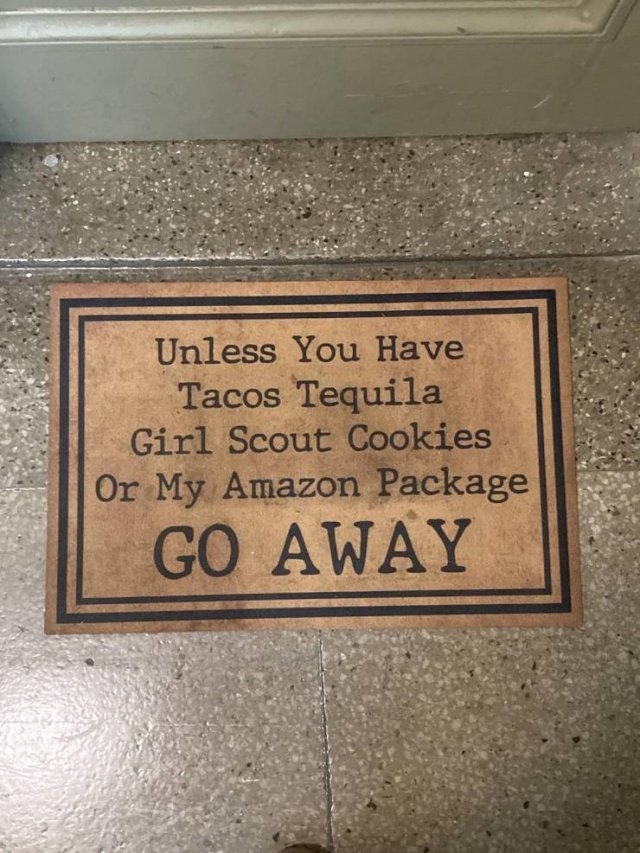 Unless You Have
Tacos Tequila
Girl Scout Cookies
Or My Amazon Package
GO AWAY